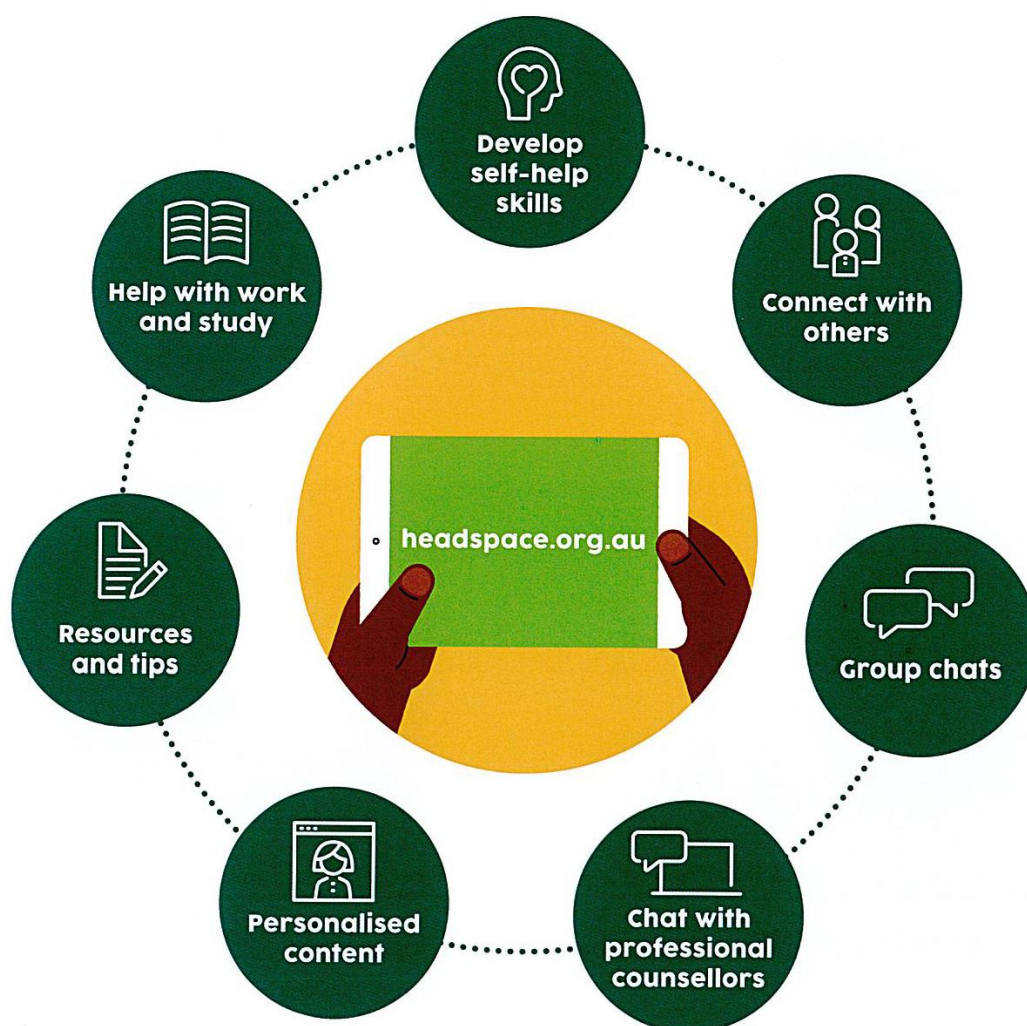 Develop
self-help
skills
Connect with
others
Group chats
Chat with
professional
counsellors
Personalised
content
Resources
and tips
Help with work
and study
headspace.org.au